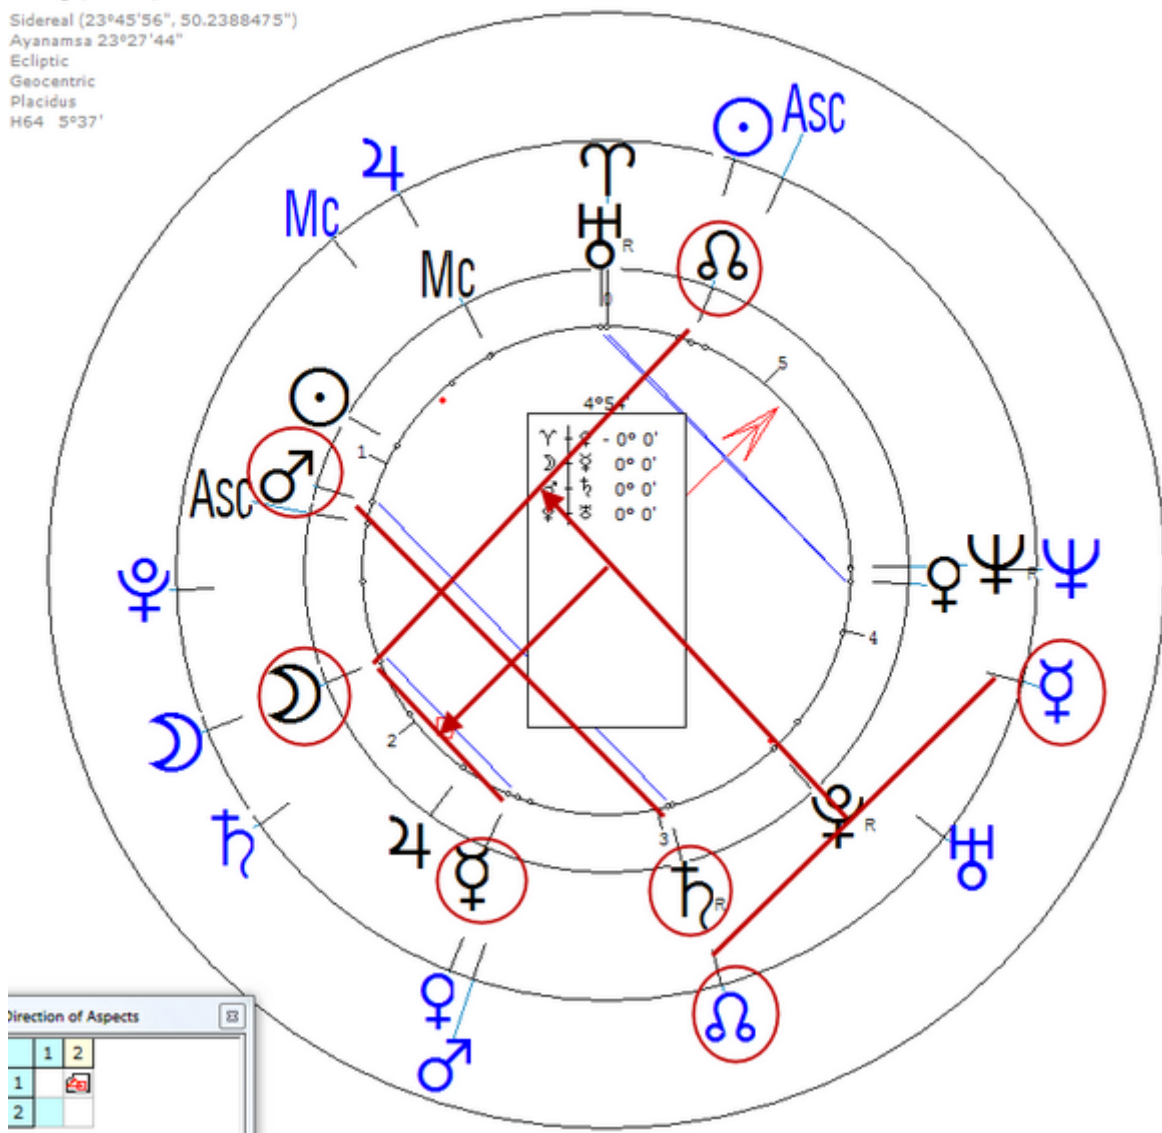 Sidereal (23°45'56", 50.2388475")
Ayanamsa 23°27'44"
Ecliptic
Geocentric
Placidus
H64 5°37'
♃
☉ Asc
Mc
♈
♅ R
☊
Mc
0
5
☉
4°54'
♈ ♀ - 0° 0'
☽ ☿ 0° 0'
♂ ♄ 0° 0'
♅ 0° 0'
1
♂
Asc
♀ ♆ R ♆
♇
4
☽
☿
2
☽
♇ R
♄
♃
☿
3
♄ R
♅
♀
☊
♂
Direction of Aspects
1 2
1
2